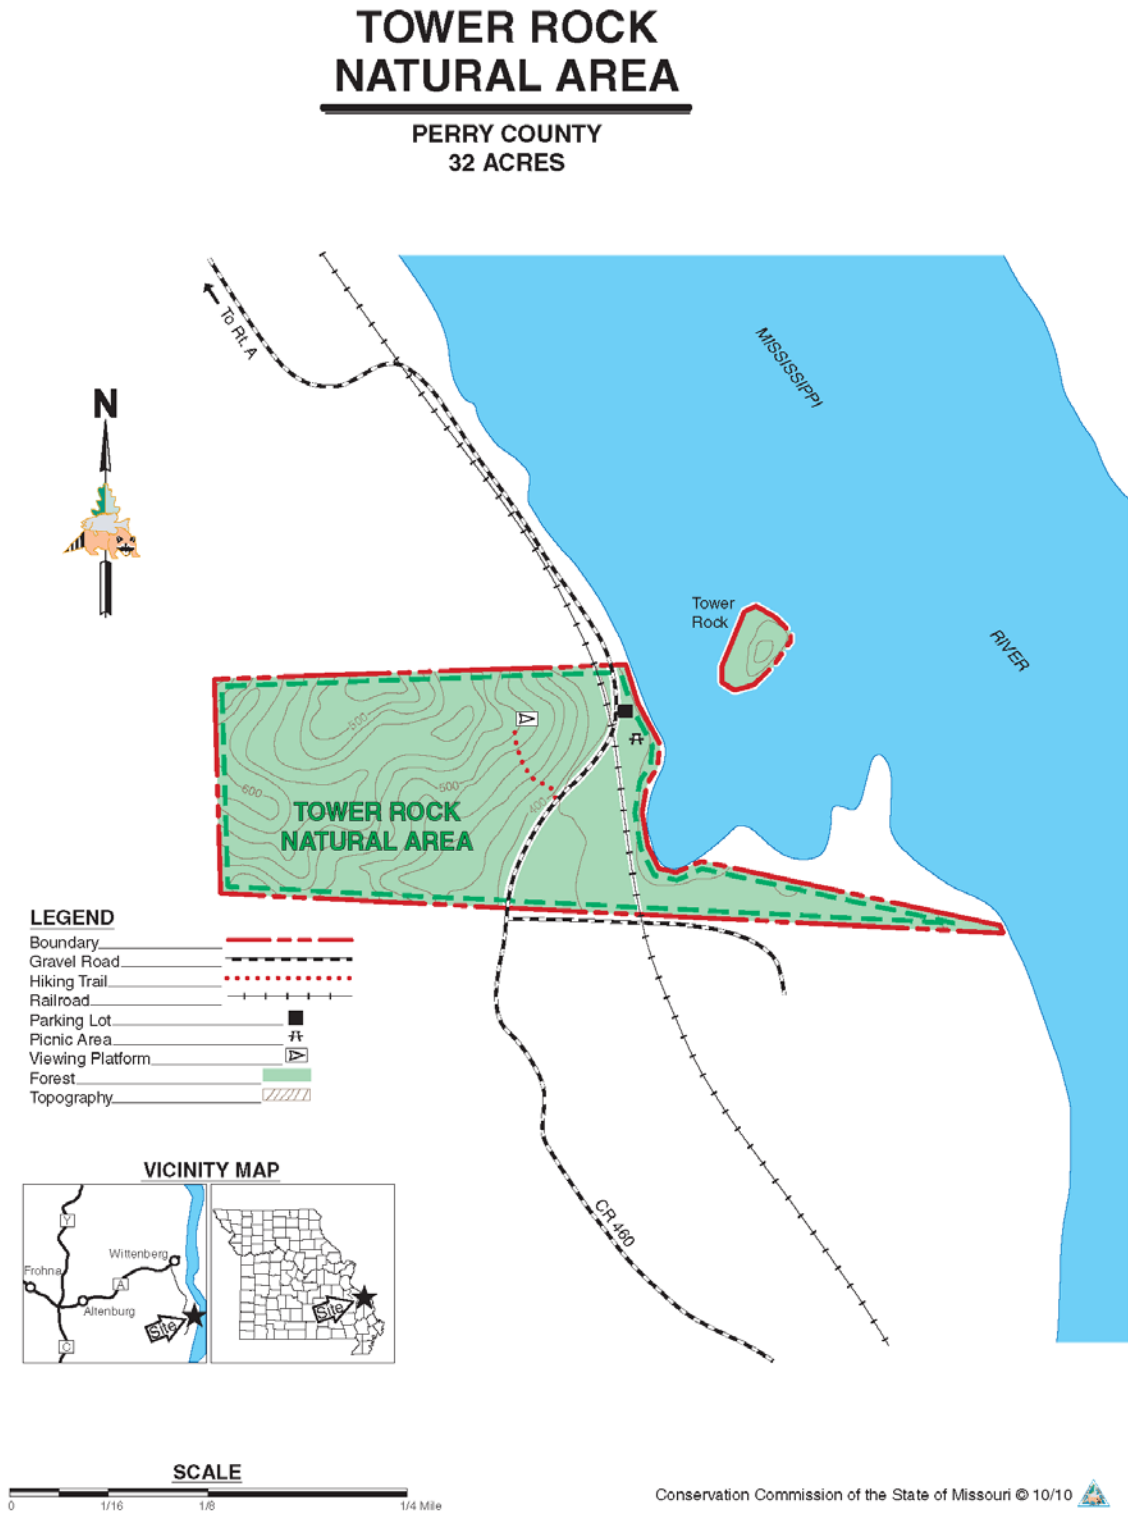 TOWER ROCK
NATURAL AREA
PERRY COUNTY
32 ACRES
To Rt. A
MISSISSIPPI
N
Tower
Rock
RIVER
500
600
500
400
TOWER ROCK
NATURAL AREA
LEGEND
Boundary
Gravel Road
Hiking Trail
Railroad
Parking Lot
Picnic Area
Viewing Platform
Forest
Topography
CR 460
VICINITY MAP
Y
Wittenberg
Frohna
A
Altenburg
Site
C
Site
SCALE
0 1/16 1/8 1/4 Mile
Conservation Commission of the State of Missouri © 10/10